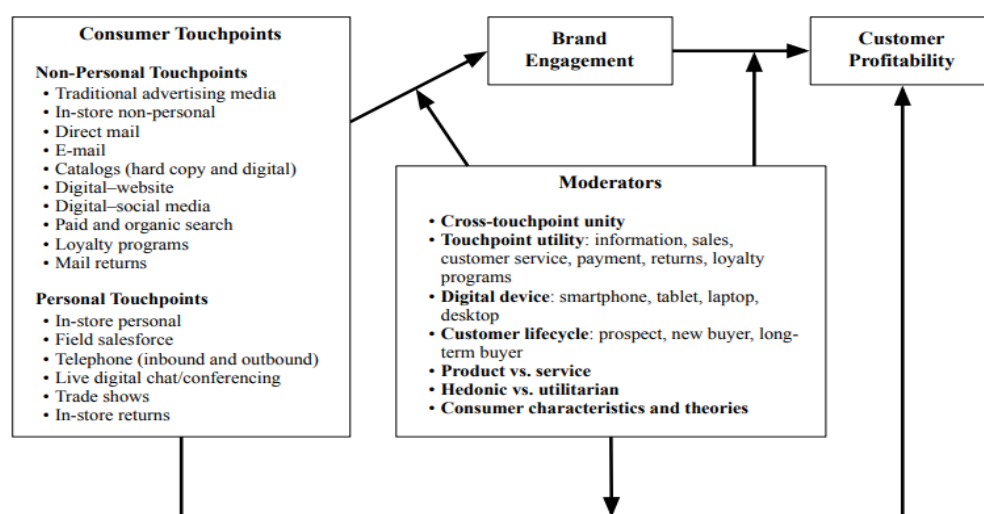 Consumer Touchpoints
Non-Personal Touchpoints
• Traditional advertising media
• In-store non-personal
• Direct mail
• E-mail
• Catalogs (hard copy and digital)
• Digital–website
• Digital–social media
• Paid and organic search
• Loyalty programs
• Mail returns
Personal Touchpoints
• In-store personal
• Field salesforce
• Telephone (inbound and outbound)
• Live digital chat/conferencing
• Trade shows
• In-store returns
Brand
Engagement
Customer
Profitability
Moderators
• Cross-touchpoint unity
• Touchpoint utility: information, sales,
customer service, payment, returns, loyalty
programs
• Digital device: smartphone, tablet, laptop,
desktop
• Customer lifecycle: prospect, new buyer, long-
term buyer
• Product vs. service
• Hedonic vs. utilitarian
• Consumer characteristics and theories